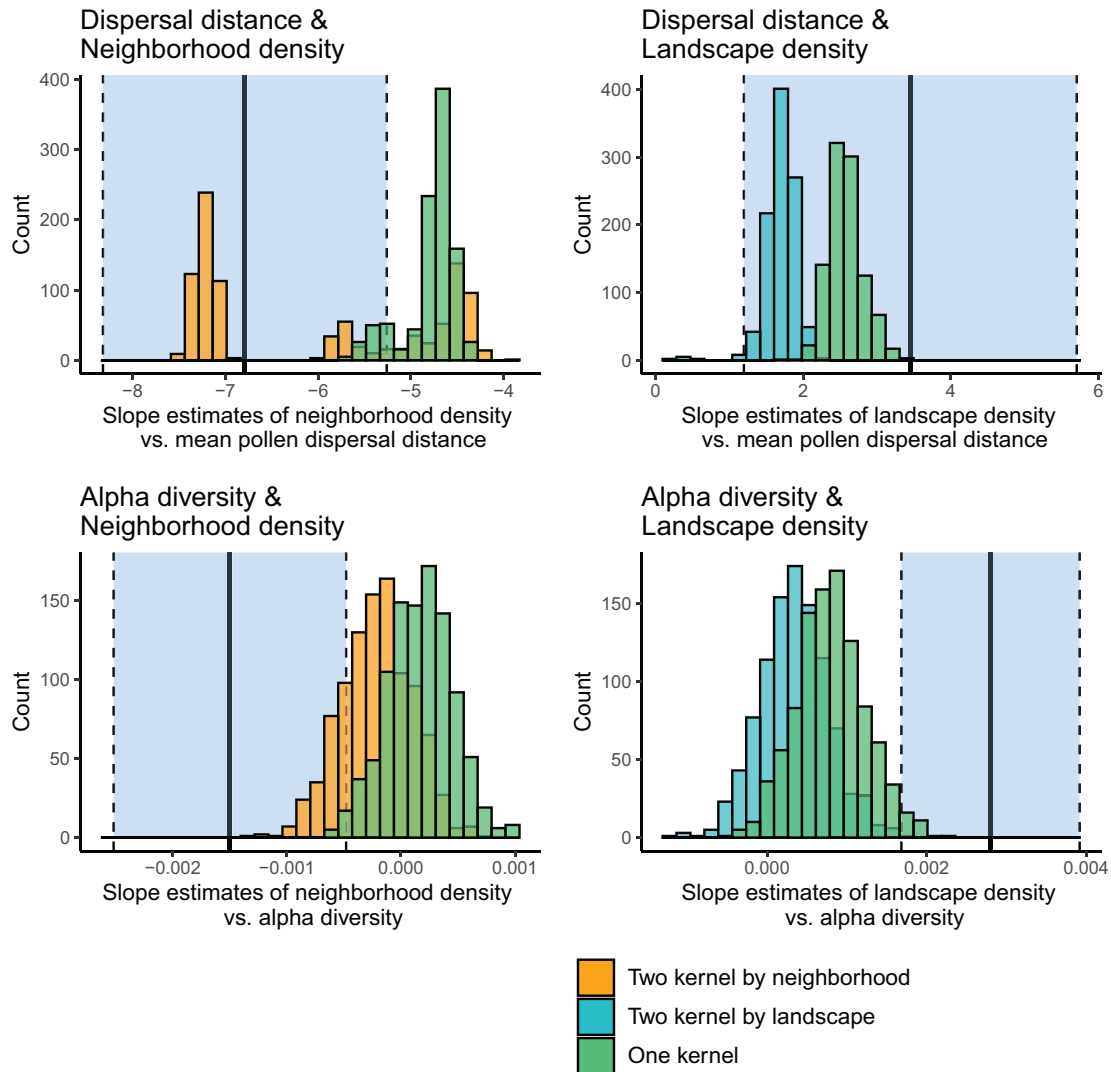 Dispersal distance &
Neighborhood density
400
300
200
100
0
Count
−8
−7
−6
−5
−4
Slope estimates of neighborhood density
vs. mean pollen dispersal distance
Dispersal distance &
Landscape density
400
300
200
100
0
Count
0
2
4
6
Slope estimates of landscape density
vs. mean pollen dispersal distance
Alpha diversity &
Neighborhood density
150
100
50
0
Count
−0.002
−0.001
0.000
0.001
Slope estimates of neighborhood density
vs. alpha diversity
Alpha diversity &
Landscape density
150
100
50
0
Count
0.000
0.002
0.004
Slope estimates of landscape density
vs. alpha diversity
Two kernel by neighborhood
Two kernel by landscape
One kernel